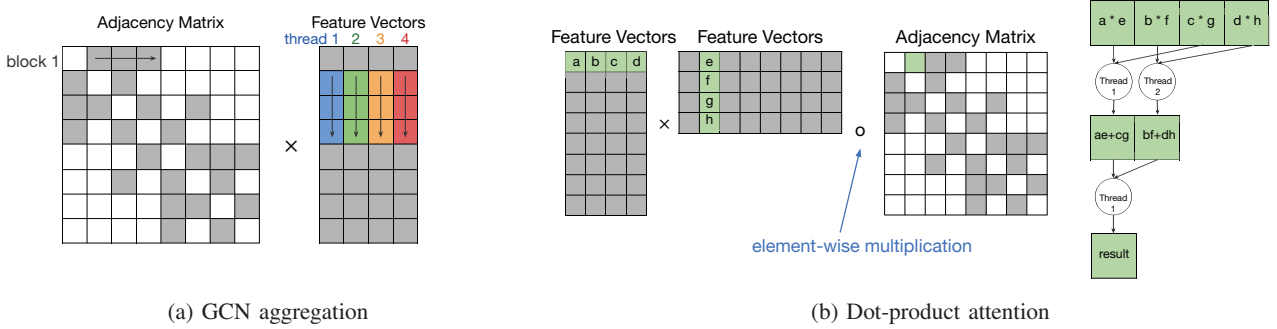 Adjacency Matrix
Feature Vectors
thread 1 2 3 4
block 1
×
(a) GCN aggregation
Feature Vectors
Feature Vectors
Adjacency Matrix
a b c d
e
f
g
h
×
o
element-wise multiplication
a * e b * f c * g d * h
Thread 1
Thread 2
ae+cg bf+dh
Thread 1
result
(b) Dot-product attention